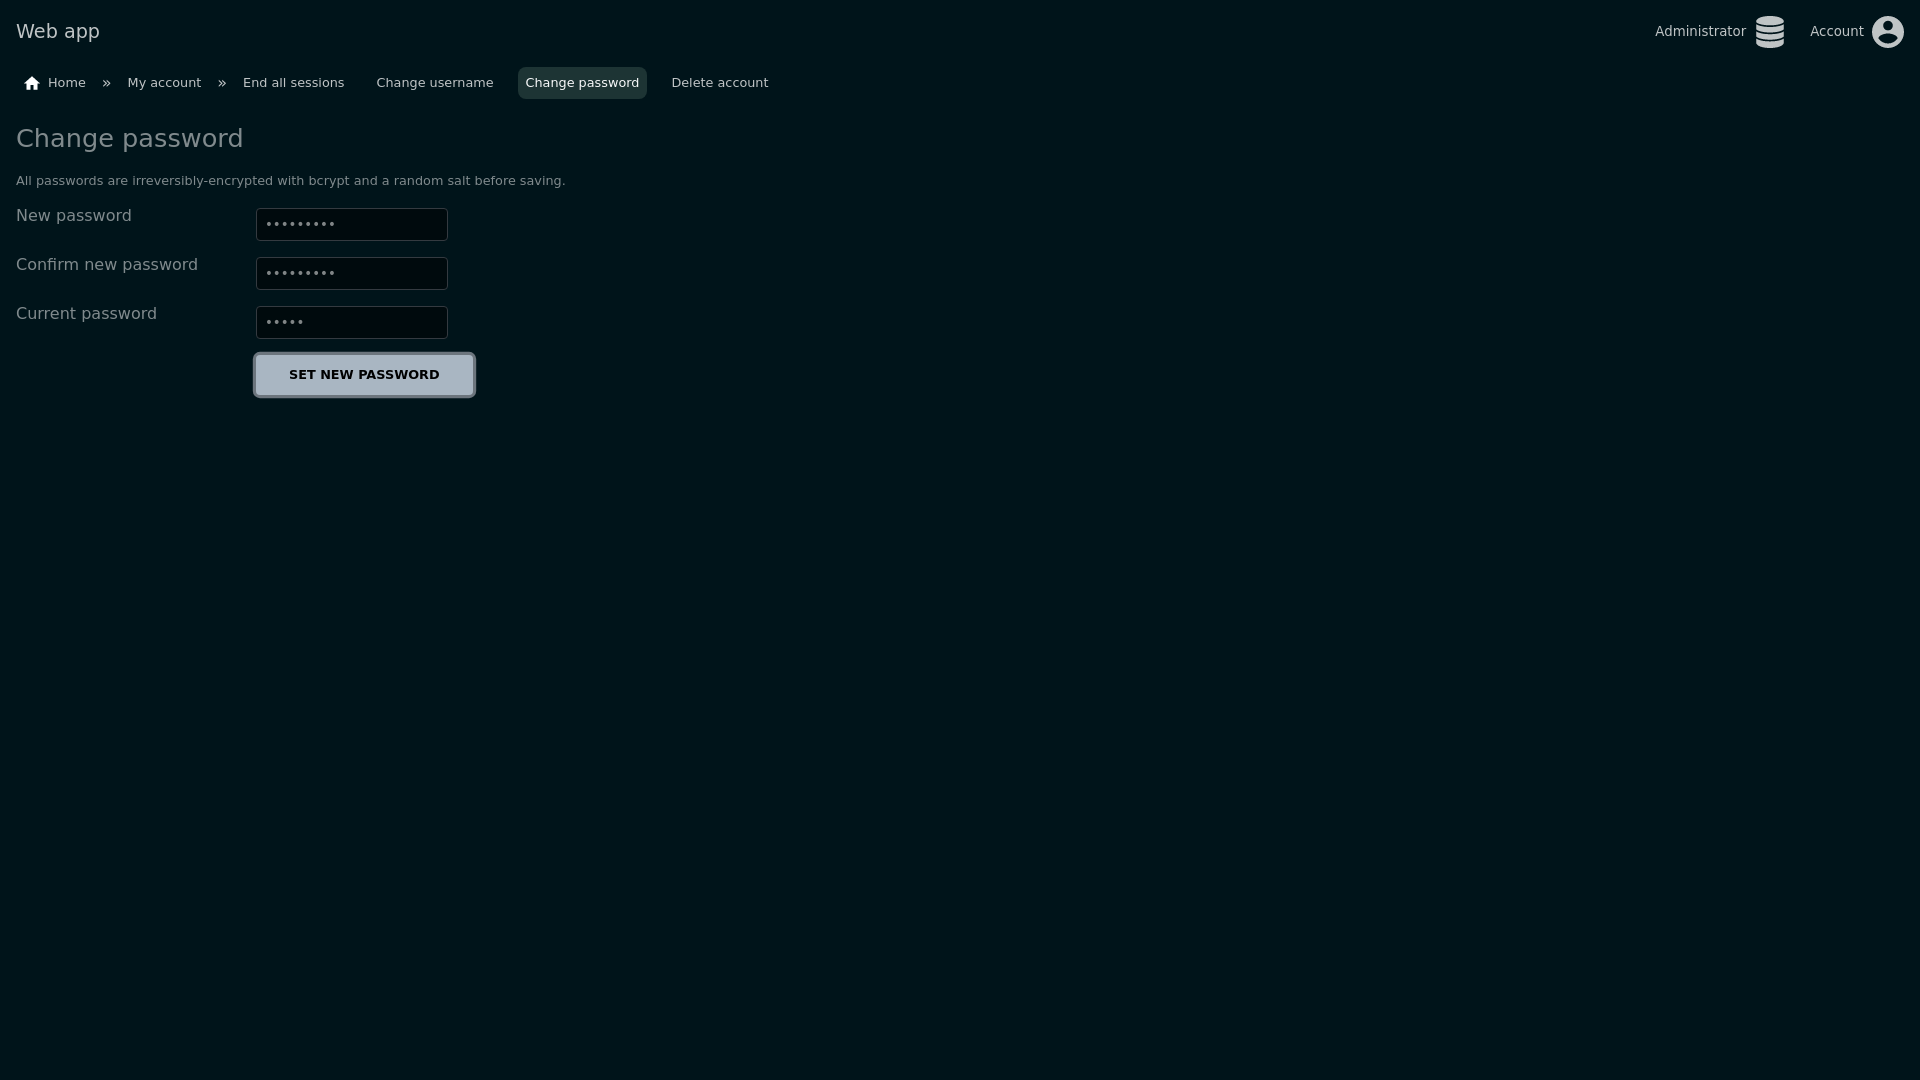 Web app
Administrator
Account
Home » My account » End all sessions Change username Change password Delete account
Change password
All passwords are irreversibly-encrypted with bcrypt and a random salt before saving.
New password •••••••••
Confirm new password •••••••••
Current password •••••
SET NEW PASSWORD